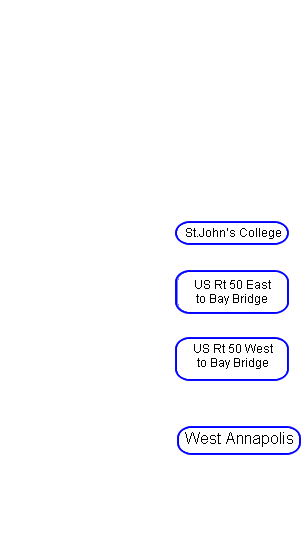 St.John's College
US Rt 50 East
to Bay Bridge
US Rt 50 West
to Bay Bridge
West Annapolis